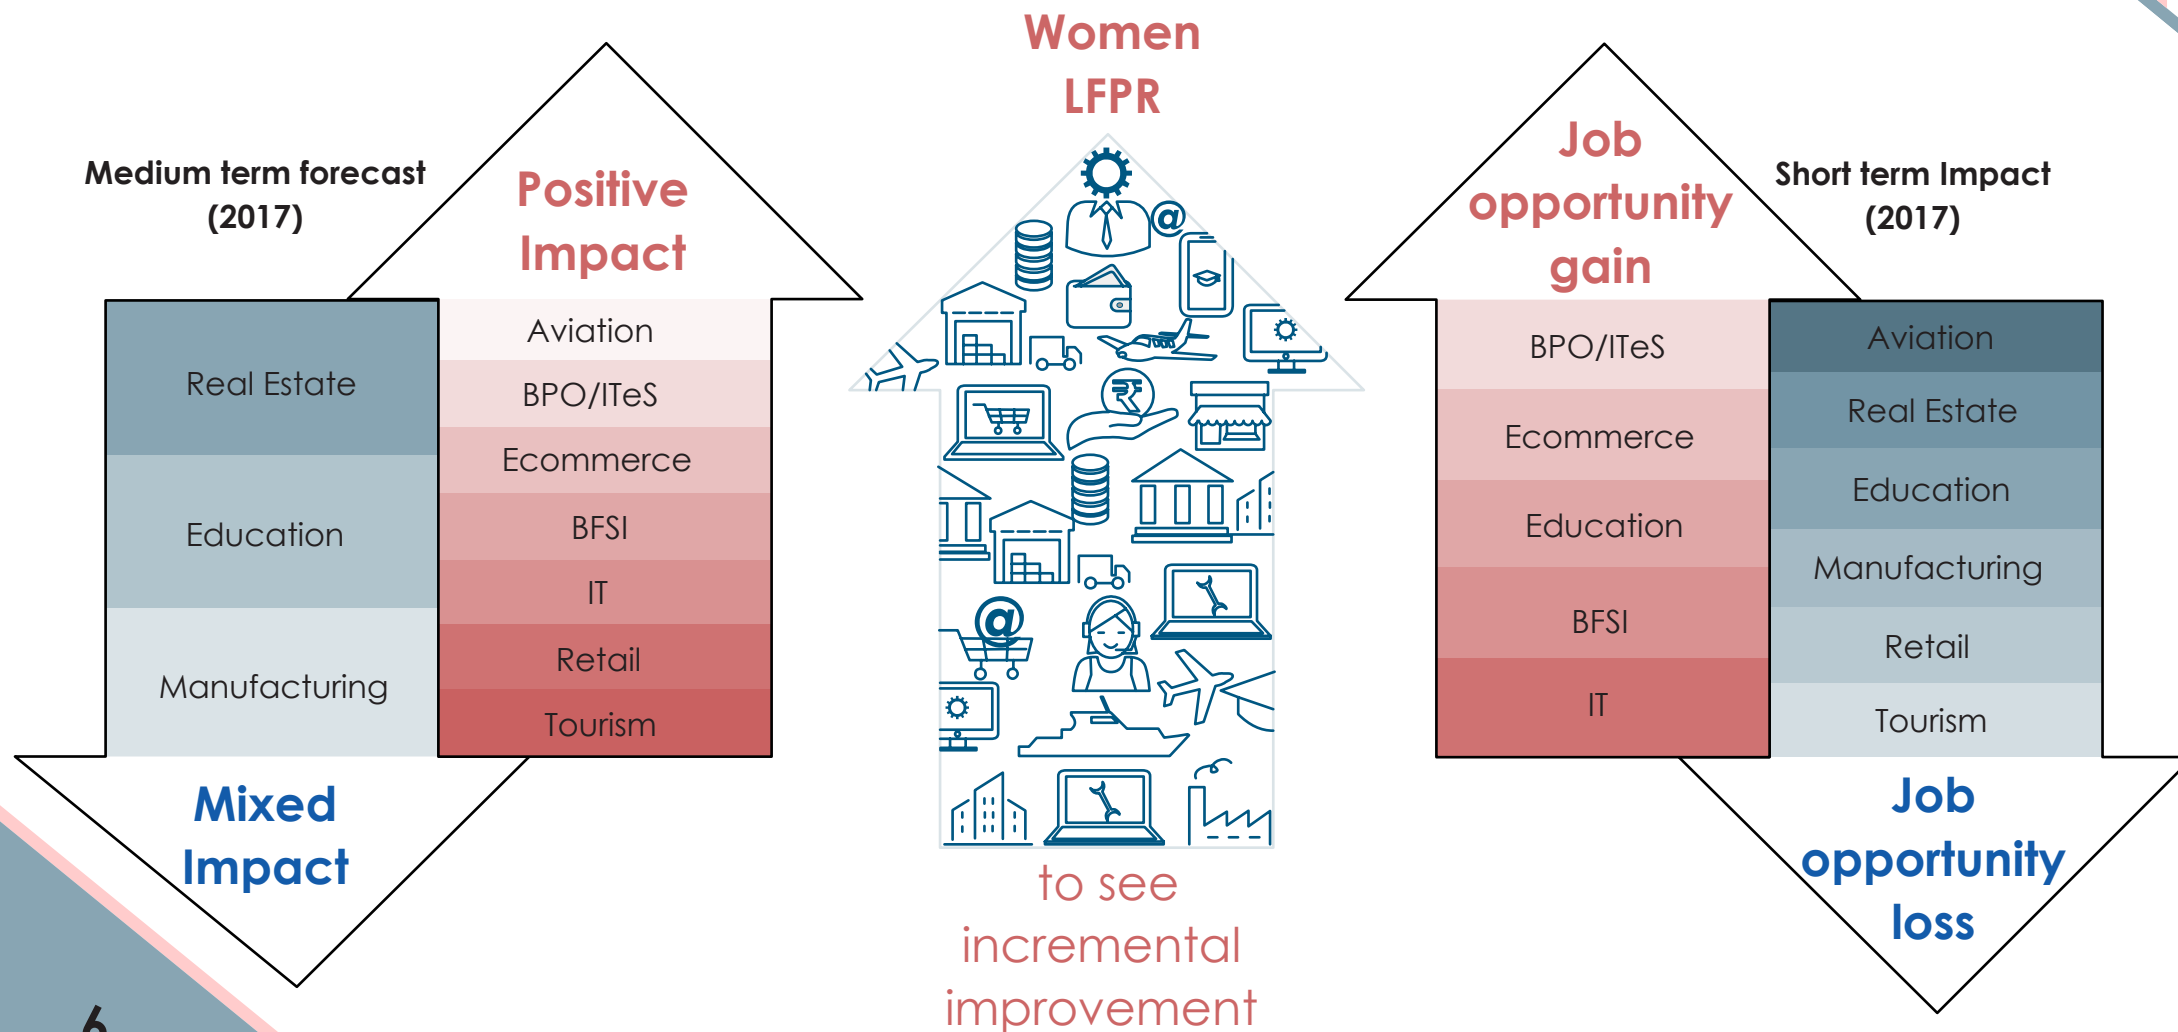 Women
LFPR
Medium term forecast
(2017)
Positive
Impact
Real Estate
Education
Manufacturing
Mixed
Impact
Aviation
BPO/ITeS
Ecommerce
BFSI
IT
Retail
Tourism
@
₹
@
to see
incremental
improvement
Job
opportunity
gain
Short term Impact
(2017)
BPO/ITeS
Ecommerce
Education
BFSI
IT
Aviation
Real Estate
Education
Manufacturing
Retail
Tourism
Job
opportunity
loss
6